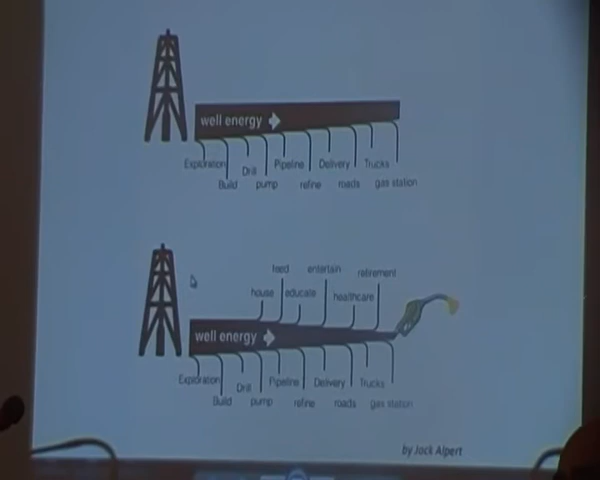 well energy
Exploration Drill Pipeline Delivery Trucks
Build pump refine roads gas station
feed entertain retirement
house educate healthcare
well energy
Exploration Drill Pipeline Delivery Trucks
Build pump refine roads gas station
by Jack Alpert